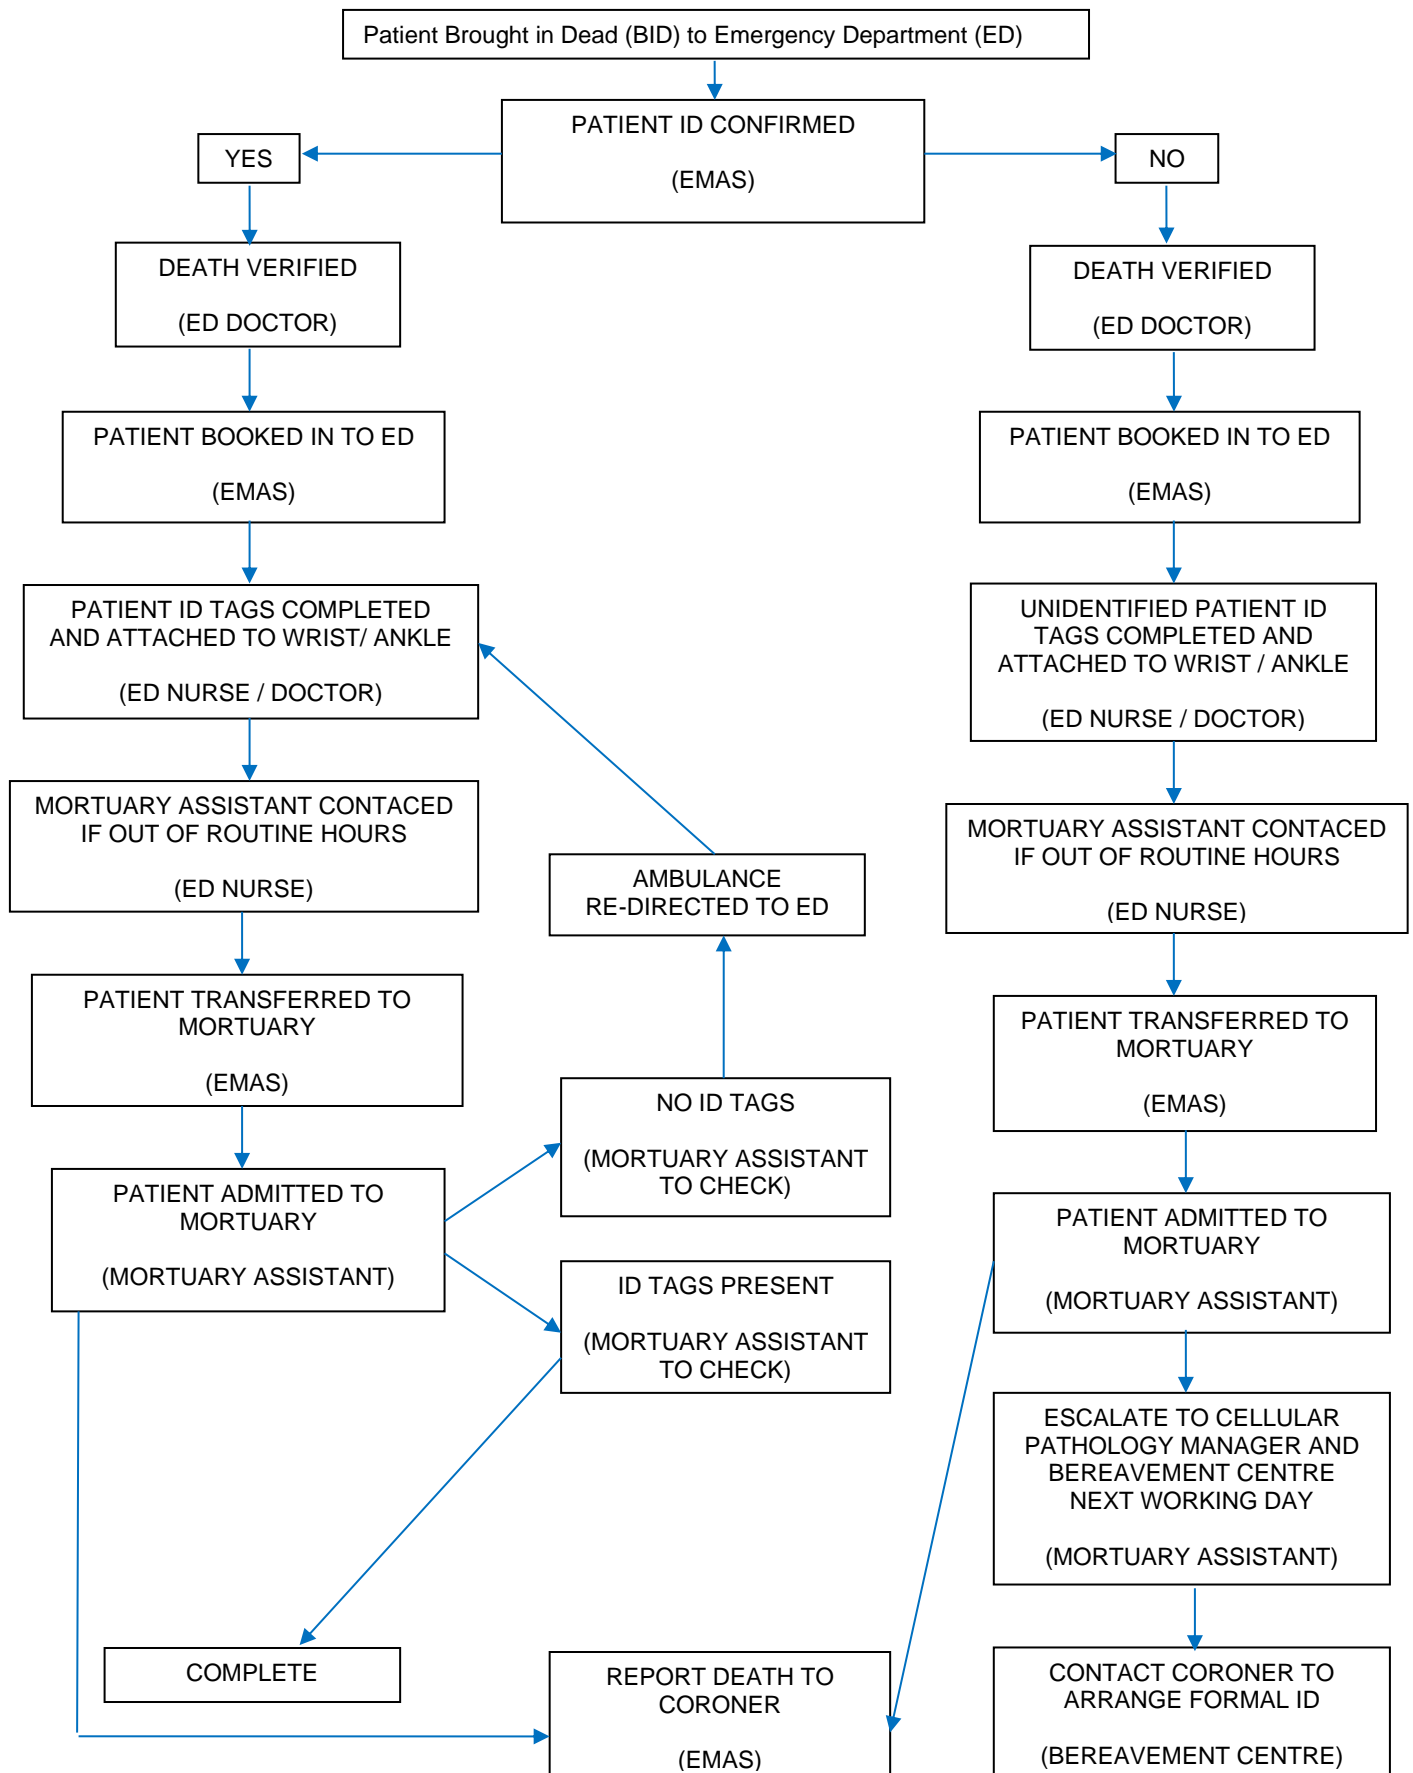 Patient Brought in Dead (BID) to Emergency Department (ED)
PATIENT ID CONFIRMED
(EMAS)
YES
NO
DEATH VERIFIED
(ED DOCTOR)
PATIENT BOOKED IN TO ED
(EMAS)
PATIENT ID TAGS COMPLETED
AND ATTACHED TO WRIST/ ANKLE
(ED NURSE / DOCTOR)
MORTUARY ASSISTANT CONTACED
IF OUT OF ROUTINE HOURS
(ED NURSE)
PATIENT TRANSFERRED TO
MORTUARY
(EMAS)
PATIENT ADMITTED TO
MORTUARY
(MORTUARY ASSISTANT)
AMBULANCE
RE-DIRECTED TO ED
NO ID TAGS
(MORTUARY ASSISTANT
TO CHECK)
ID TAGS PRESENT
(MORTUARY ASSISTANT
TO CHECK)
COMPLETE
REPORT DEATH TO
CORONER
(EMAS)
DEATH VERIFIED
(ED DOCTOR)
PATIENT BOOKED IN TO ED
(EMAS)
UNIDENTIFIED PATIENT ID
TAGS COMPLETED AND
ATTACHED TO WRIST / ANKLE
(ED NURSE / DOCTOR)
MORTUARY ASSISTANT CONTACED
IF OUT OF ROUTINE HOURS
(ED NURSE)
PATIENT TRANSFERRED TO
MORTUARY
(EMAS)
PATIENT ADMITTED TO
MORTUARY
(MORTUARY ASSISTANT)
ESCALATE TO CELLULAR
PATHOLOGY MANAGER AND
BEREAVEMENT CENTRE
NEXT WORKING DAY
(MORTUARY ASSISTANT)
CONTACT CORONER TO
ARRANGE FORMAL ID
(BEREAVEMENT CENTRE)